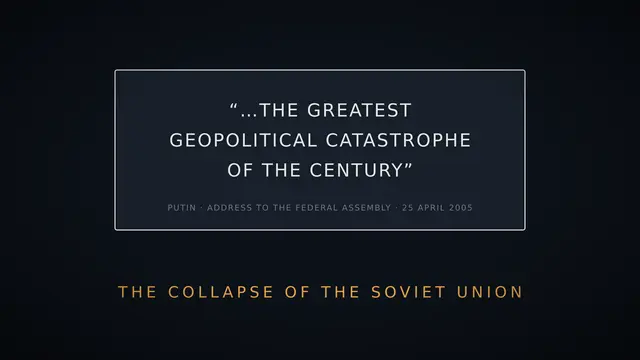 “…THE GREATEST
GEOPOLITICAL CATASTROPHE
OF THE CENTURY”
PUTIN · ADDRESS TO THE FEDERAL ASSEMBLY · 25 APRIL 2005
THE COLLAPSE OF THE SOVIET UNION